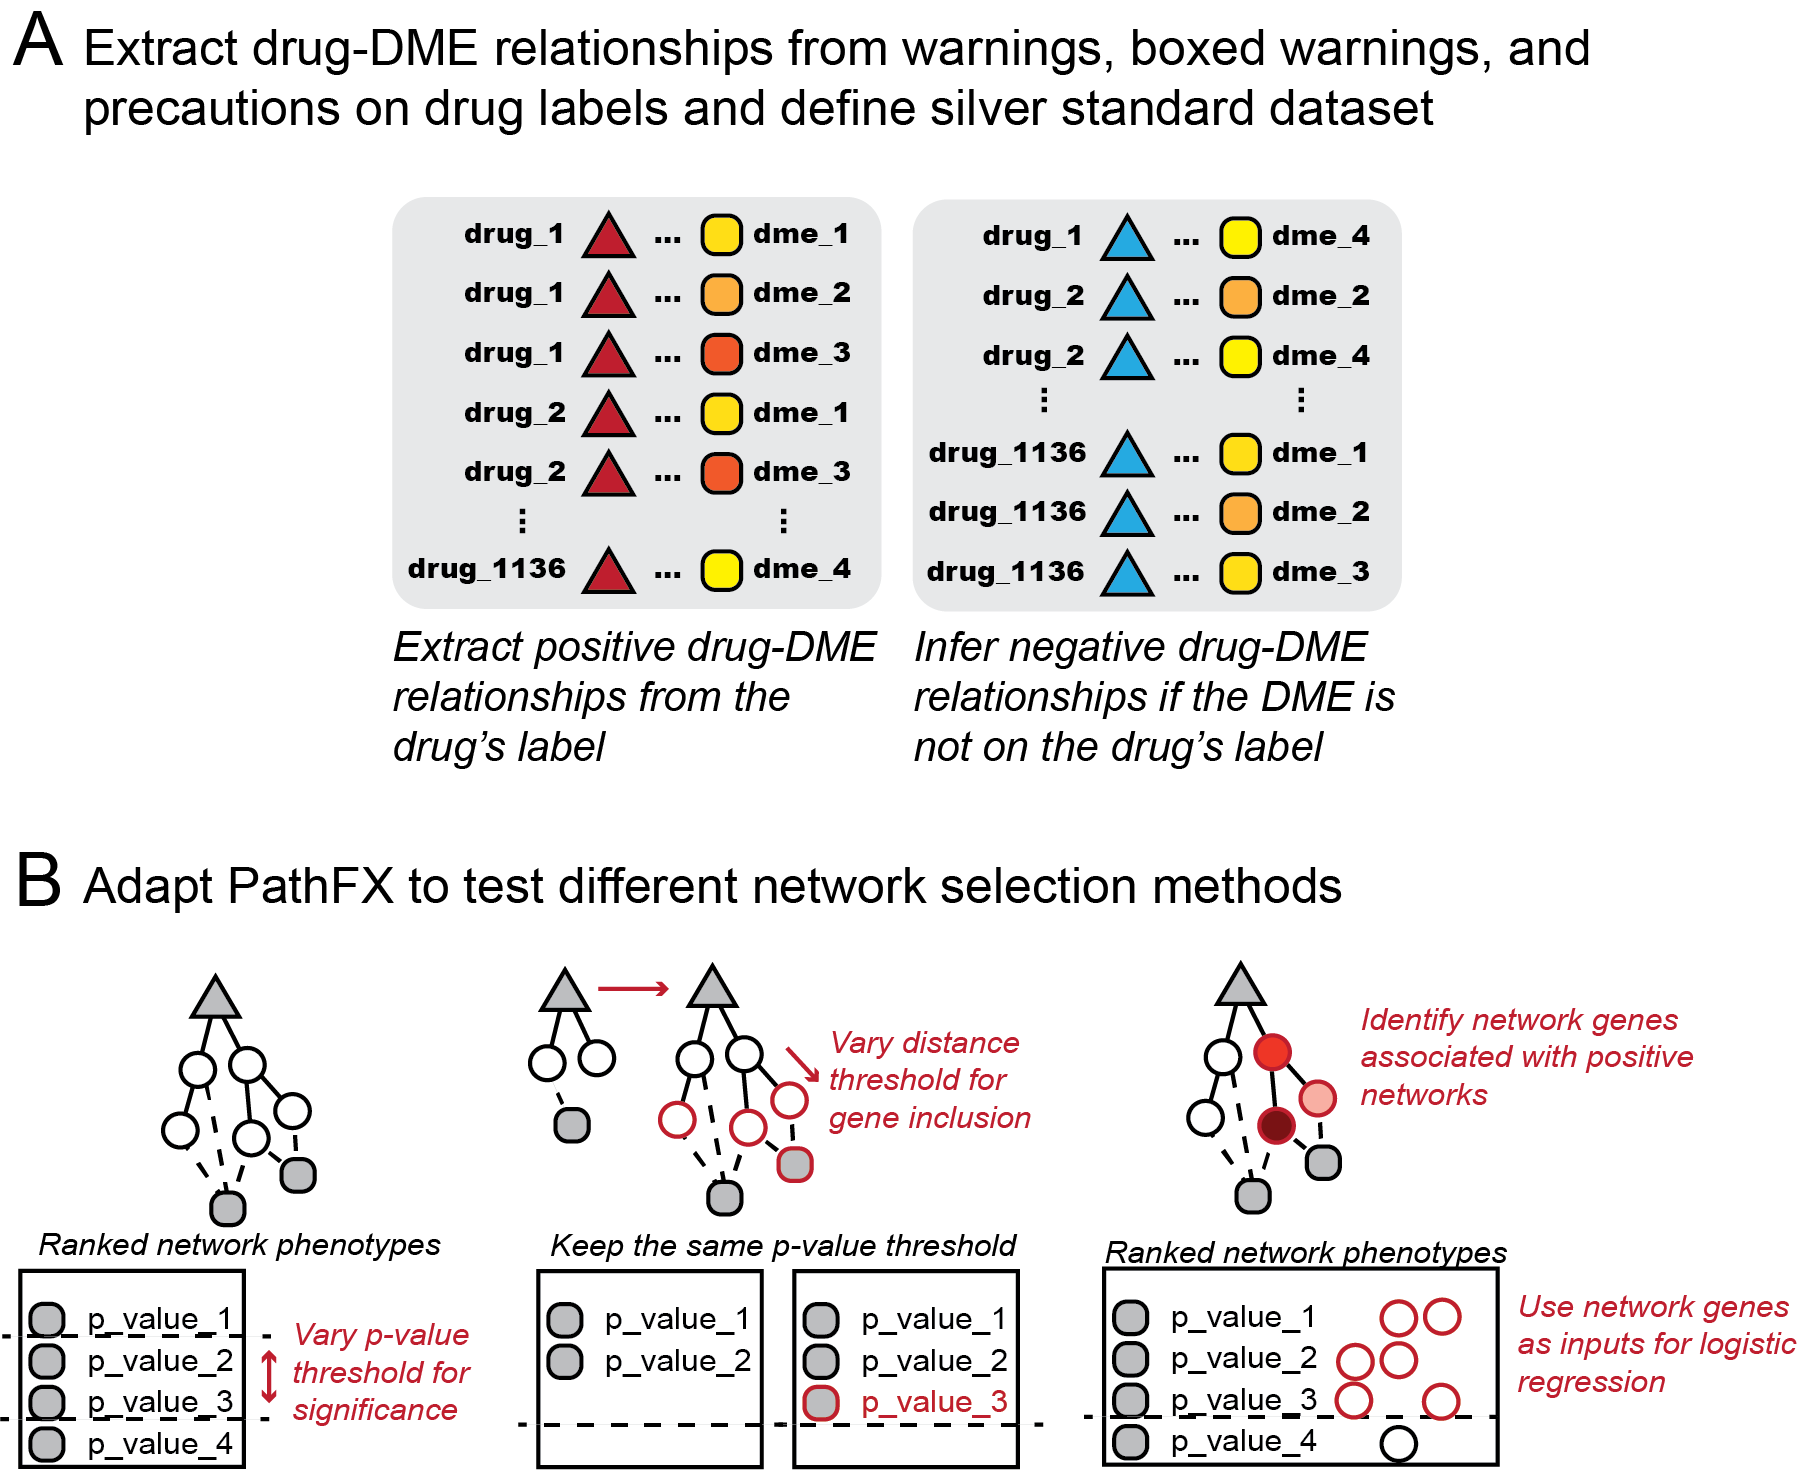 A Extract drug-DME relationships from warnings, boxed warnings, and
precautions on drug labels and define silver standard dataset
drug_1 ... dme_1
drug_1 ... dme_2
drug_1 ... dme_3
drug_2 ... dme_1
drug_2 ... dme_3
drug_1136 ... dme_4
Extract positive drug-DME
relationships from the
drug's label
drug_1 ... dme_4
drug_2 ... dme_2
drug_2 ... dme_4
drug_1136 ... dme_1
drug_1136 ... dme_2
drug_1136 ... dme_3
Infer negative drug-DME
relationships if the DME is
not on the drug's label
B Adapt PathFX to test different network selection methods
Ranked network phenotypes
p_value_1
p_value_2
p_value_3
p_value_4
Vary p-value
threshold for
significance
Vary distance
threshold for
gene inclusion
Keep the same p-value threshold
p_value_1
p_value_2
p_value_1
p_value_2
p_value_3
Identify network genes
associated with positive
networks
Ranked network phenotypes
p_value_1
p_value_2
p_value_3
p_value_4
Use network genes
as inputs for logistic
regression